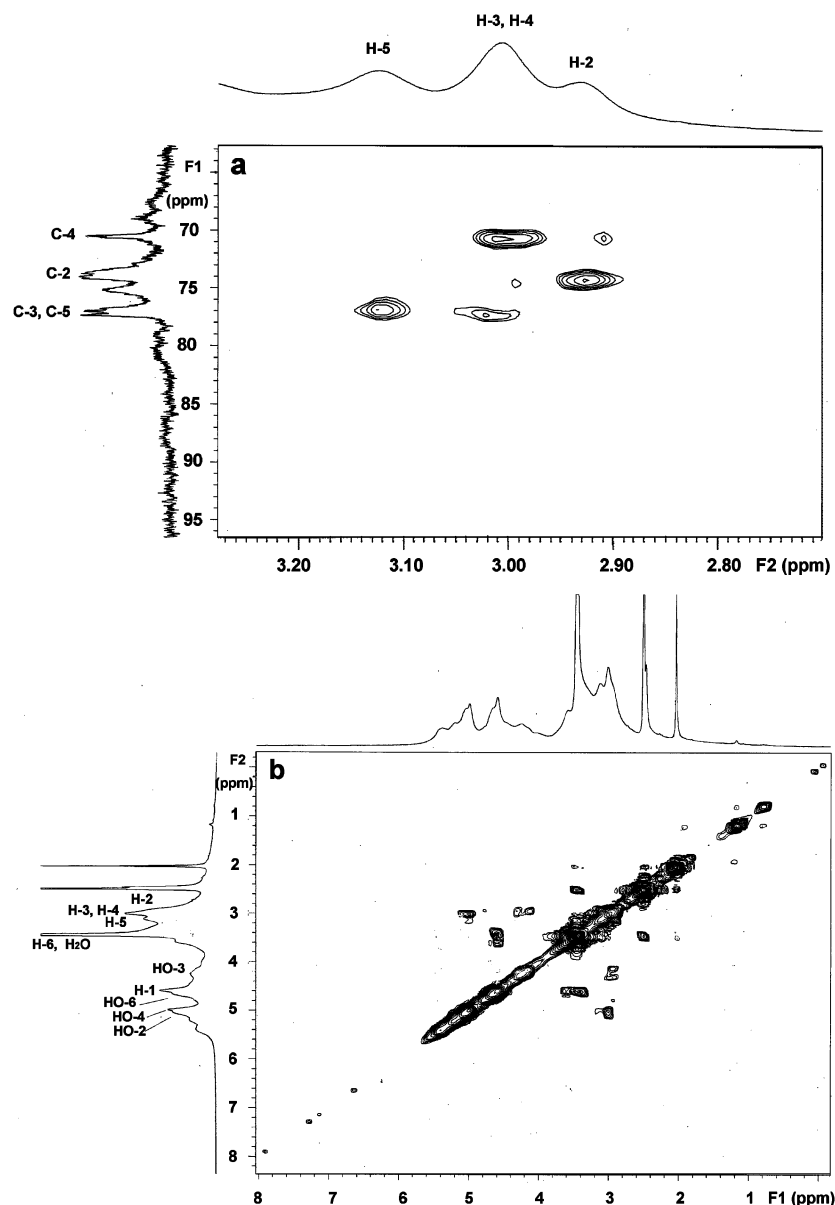 H-3, H-4
H-5
H-2
F1
(ppm)
a
C-4
C-2
C-3, C-5
70
75
80
85
90
95
3.20 3.10 3.00 2.90 2.80 F2 (ppm)
F2
(ppm)
b
1
2
3
4
5
6
7
8
H-2
H-3, H-4
H-5
H-6, H2O
HO-3
H-1
HO-6
HO-4
HO-2
8 7 6 5 4 3 2 1 F1 (ppm)